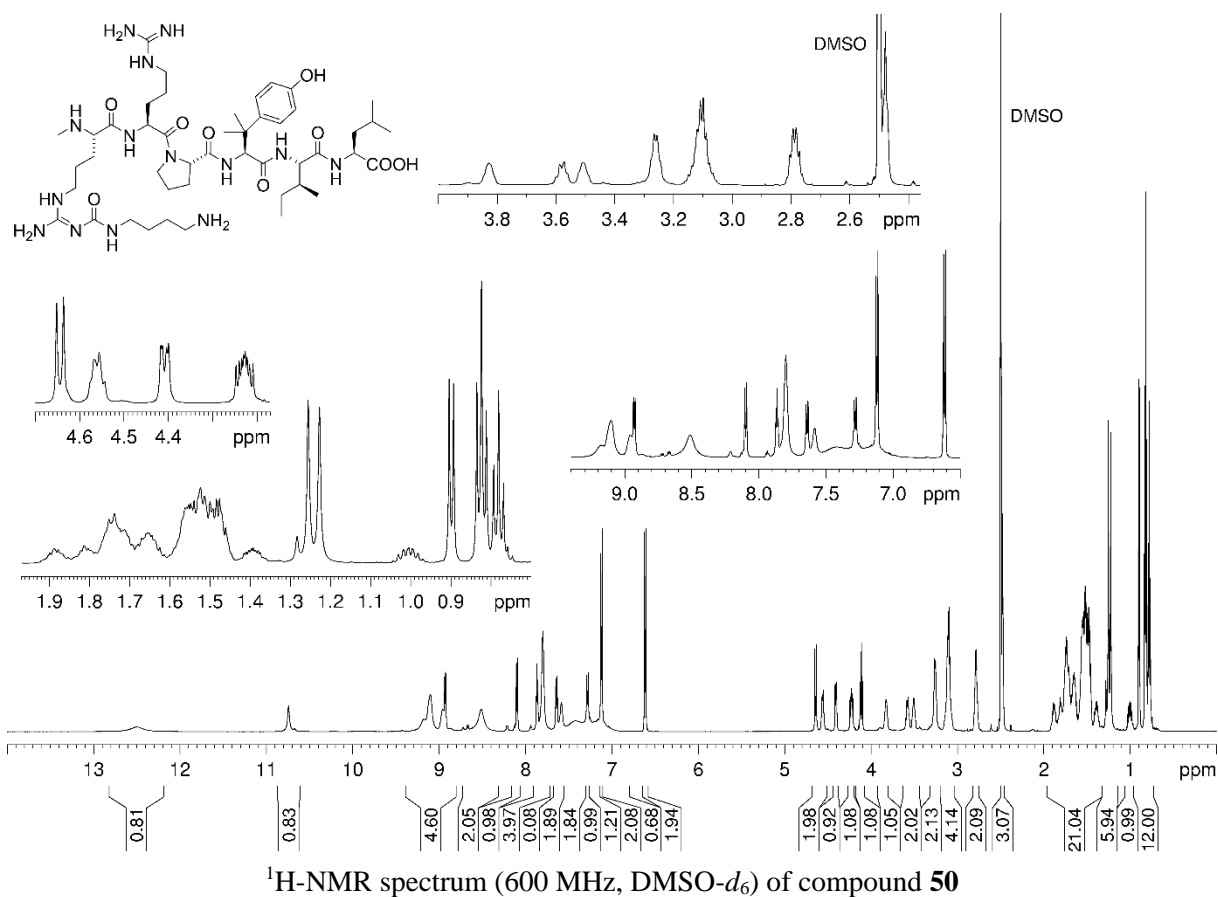 H₂N NH
HN
OH
O
O
O
O
H
N
N
H
N
O
N
H
O
H
N
N
H
COOH
HN
O
NH₂
H₂N
N
N
H
DMSO
DMSO
3.8 3.6 3.4 3.2 3.0 2.8 2.6 ppm
4.6 4.5 4.4 ppm
9.0 8.5 8.0 7.5 7.0 ppm
1.9 1.8 1.7 1.6 1.5 1.4 1.3 1.2 1.1 1.0 0.9 ppm
13 12 11 10 9 8 7 6 5 4 3 2 1 ppm
0.81 0.83 4.60 2.05 0.98 3.97 0.08 1.89 1.84 0.99 1.21 2.08 0.68 1.94 1.98 0.92 1.08 1.08 1.05 2.02 2.13 4.14 2.09 3.07 21.04 5.94 0.99 12.00
¹H-NMR spectrum (600 MHz, DMSO-d₆) of compound 50